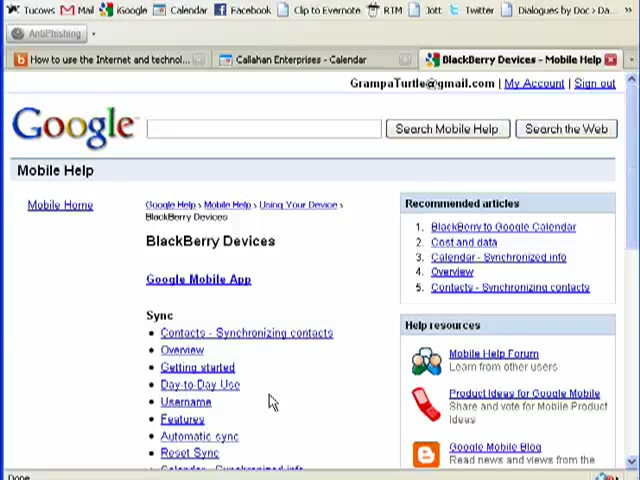 Tucows Mail iGoogle Calendar Facebook Clip to Evernote RTM Jott Twitter Dialogues by Doc > Da... »
AntiPhishing
How to use the Internet and technol...
Callahan Enterprises - Calendar
BlackBerry Devices - Mobile Help
GrampaTurtle@gmail.com | My Account | Sign out
Google
Search Mobile Help
Search the Web
Mobile Help
Mobile Home
Google Help › Mobile Help › Using Your Device ›
BlackBerry Devices
BlackBerry Devices
Google Mobile App
Sync
Contacts - Synchronizing contacts
Overview
Getting started
Day-to-Day Use
Username
Features
Automatic sync
Reset Sync
Calendar - Synchronized info
Recommended articles
1. BlackBerry to Google Calendar
2. Cost and data
3. Calendar - Synchronized info
4. Overview
5. Contacts - Synchronizing contacts
Help resources
Mobile Help Forum
Learn from other users
Product Ideas for Google Mobile
Share and vote for Mobile Product
Ideas
Google Mobile Blog
Read news and views from the
Done